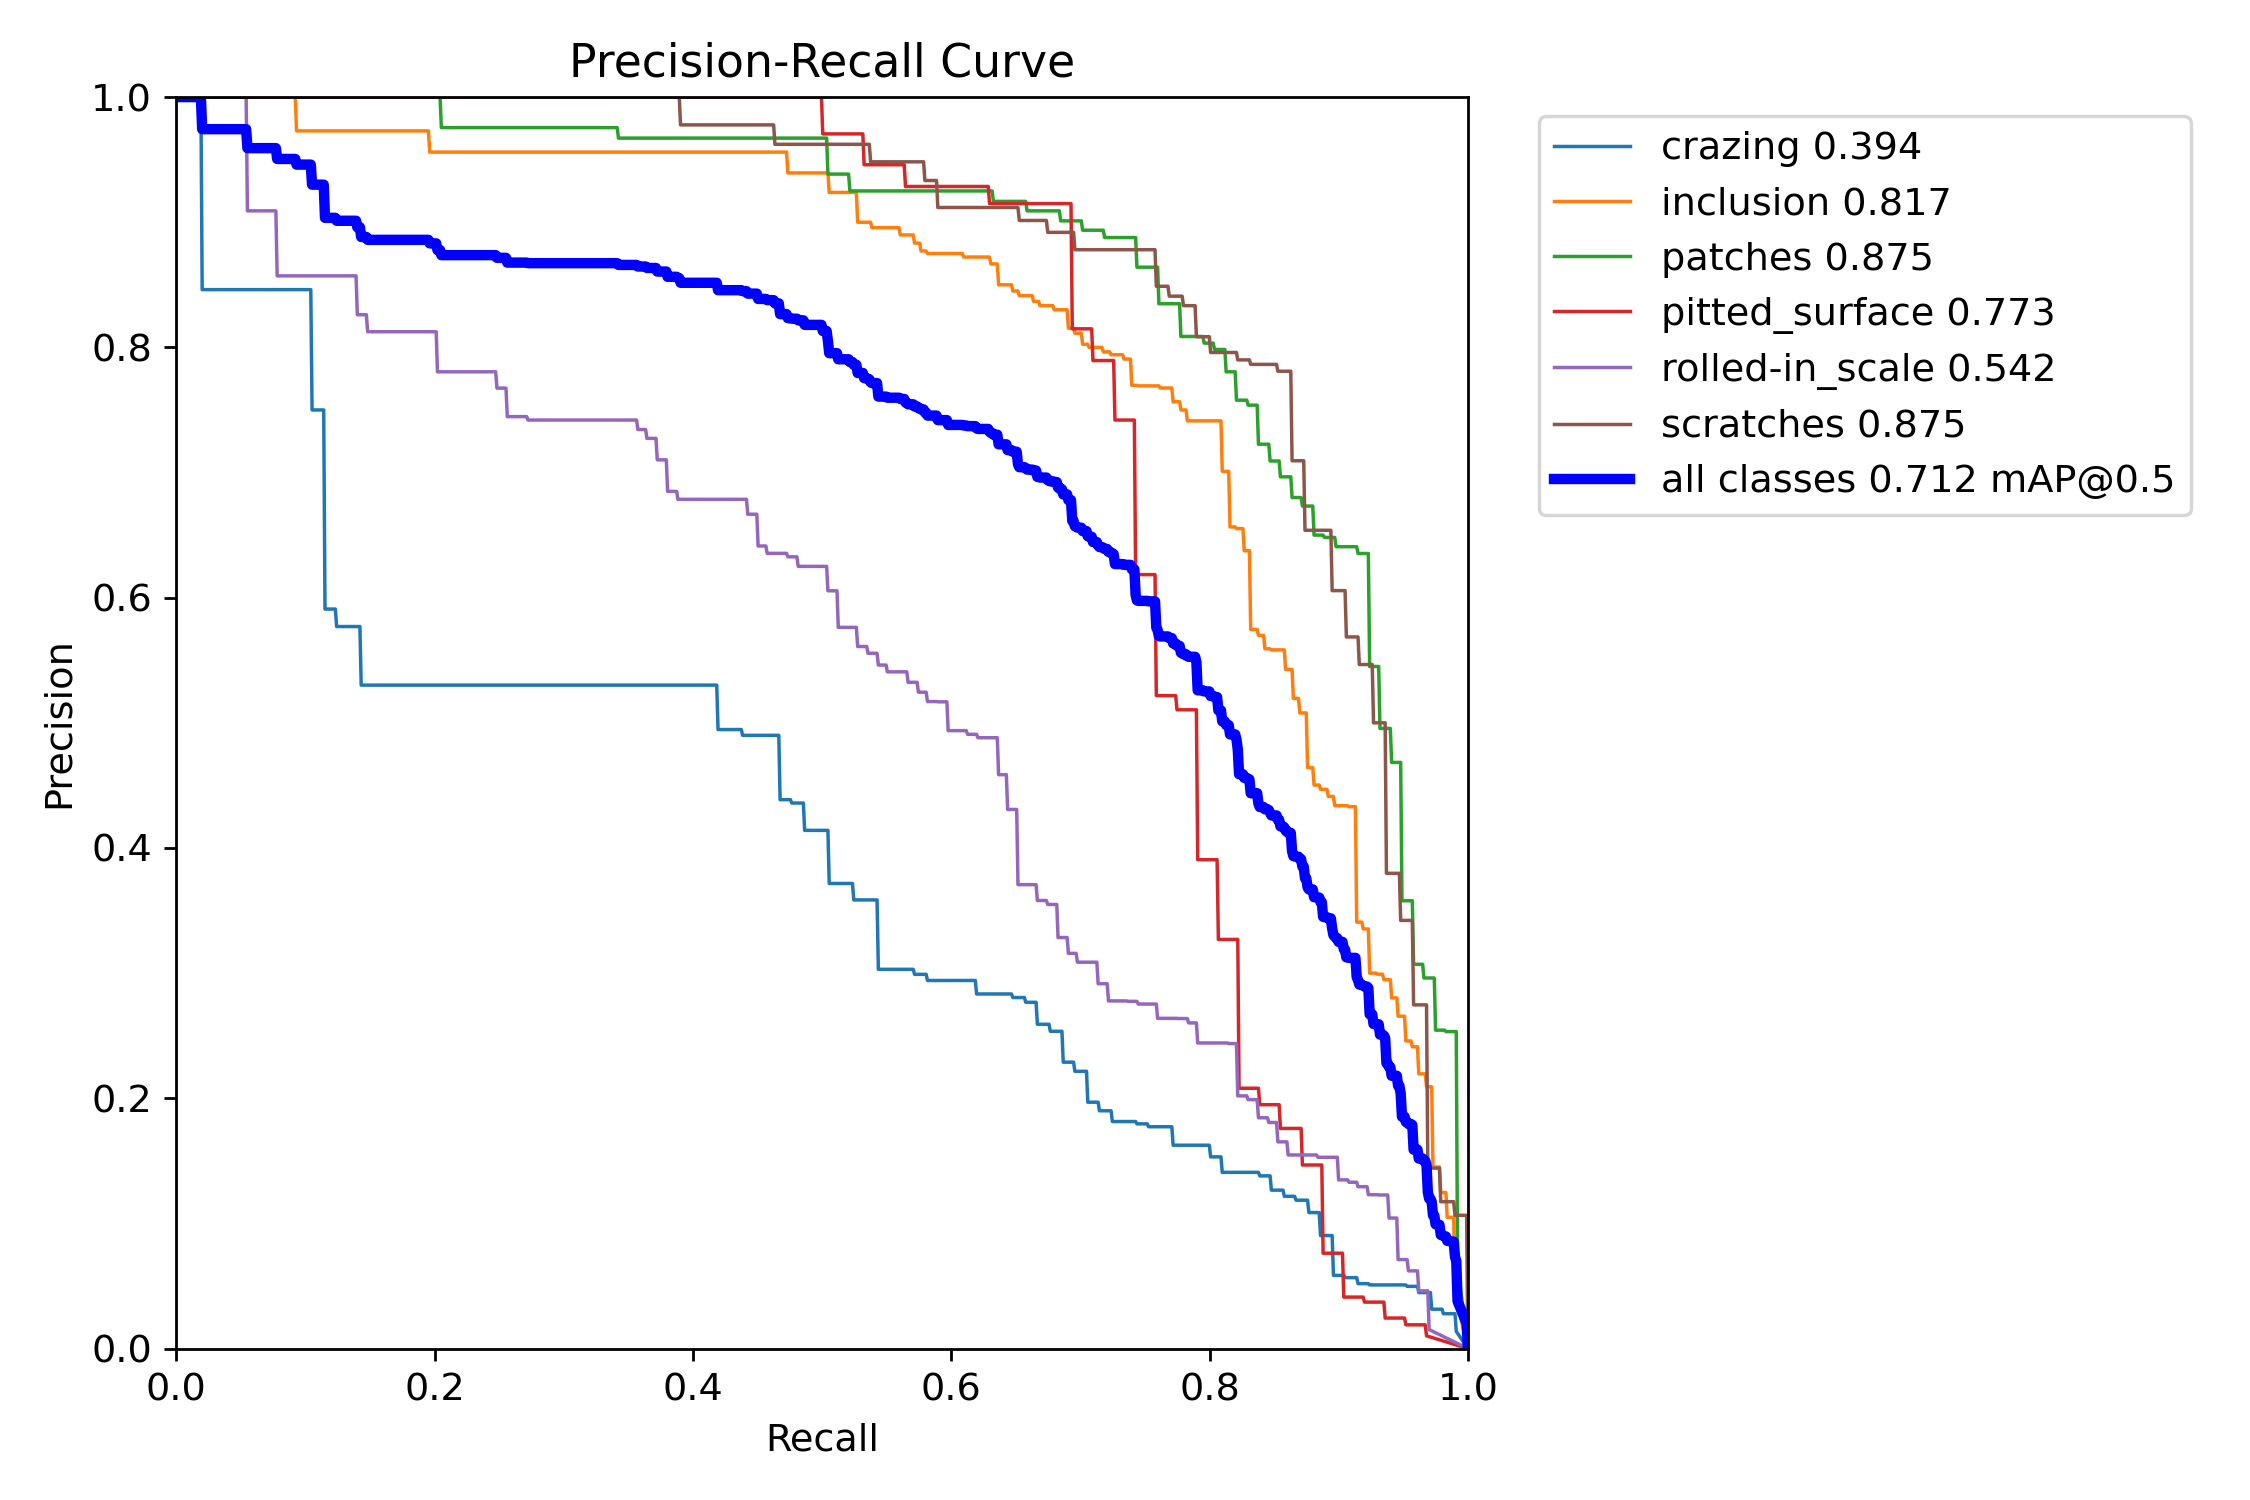 Precision-Recall Curve
1.0
0.8
0.6
0.4
0.2
0.0
Precision
0.0 0.2 0.4 0.6 0.8 1.0
Recall
crazing 0.394
inclusion 0.817
patches 0.875
pitted_surface 0.773
rolled-in_scale 0.542
scratches 0.875
all classes 0.712 mAP@0.5